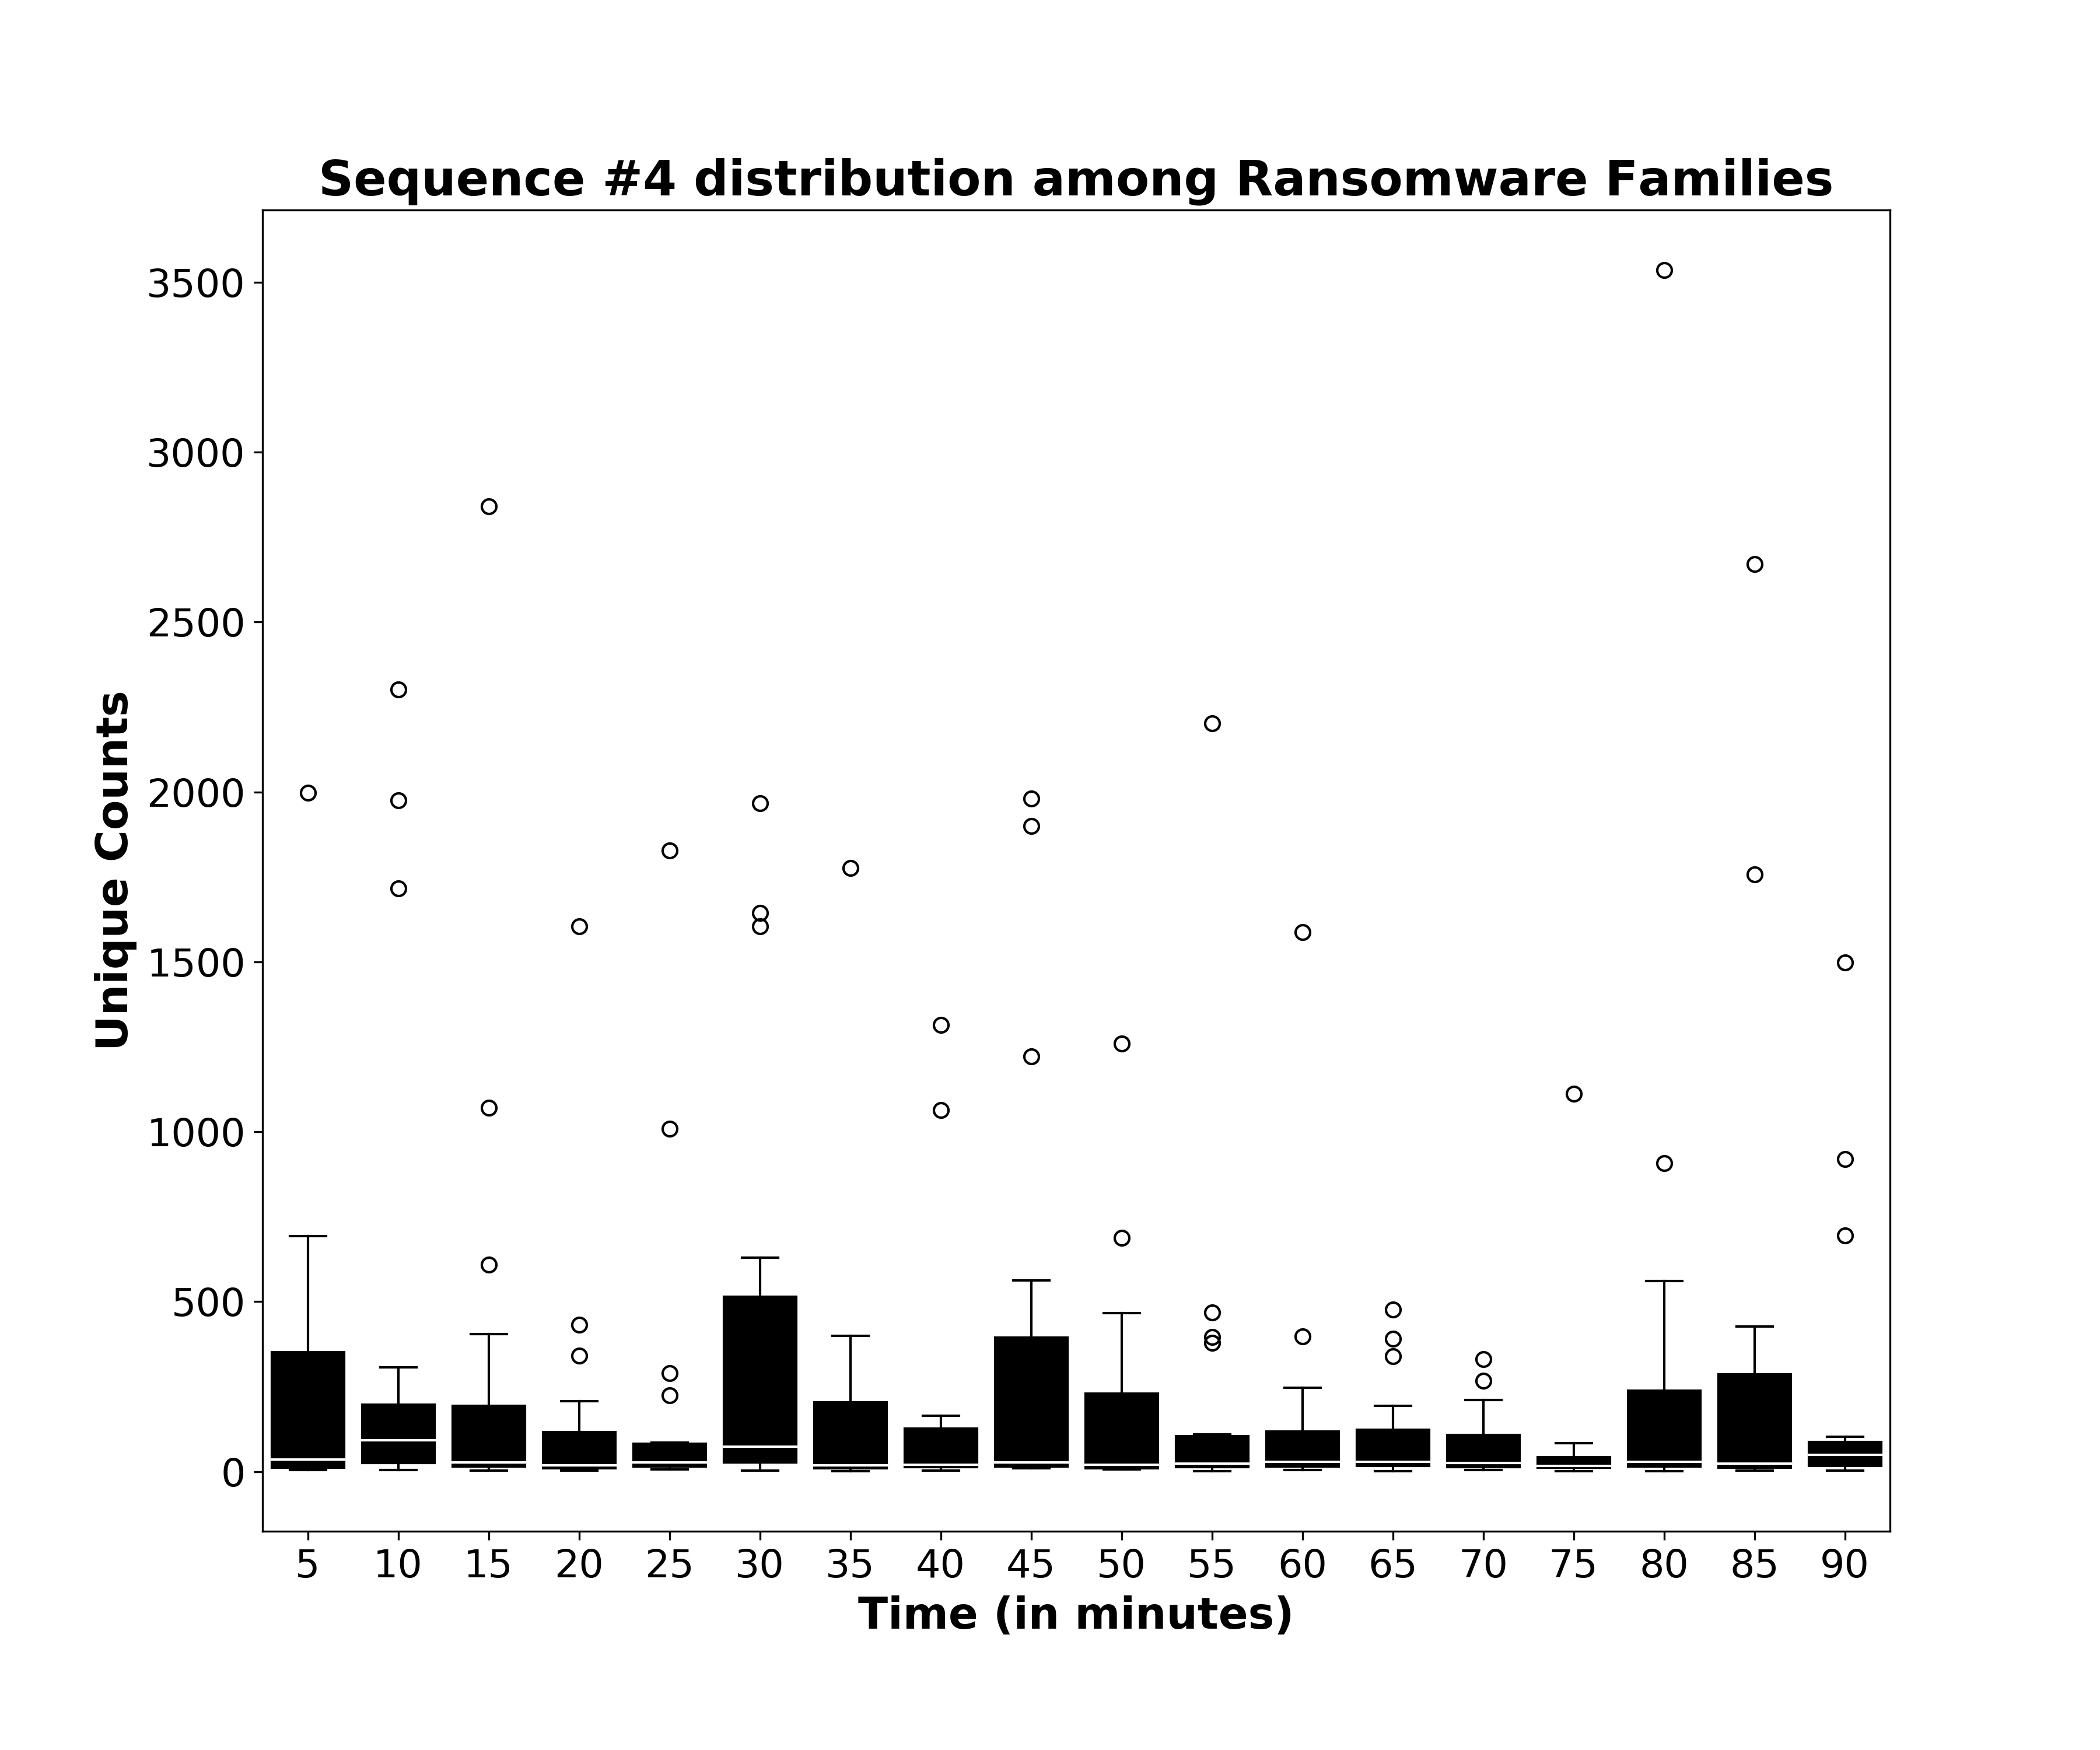 Sequence #4 distribution among Ransomware Families
Unique Counts
3500
3000
2500
2000
1500
1000
500
0
5 10 15 20 25 30 35 40 45 50 55 60 65 70 75 80 85 90
Time (in minutes)